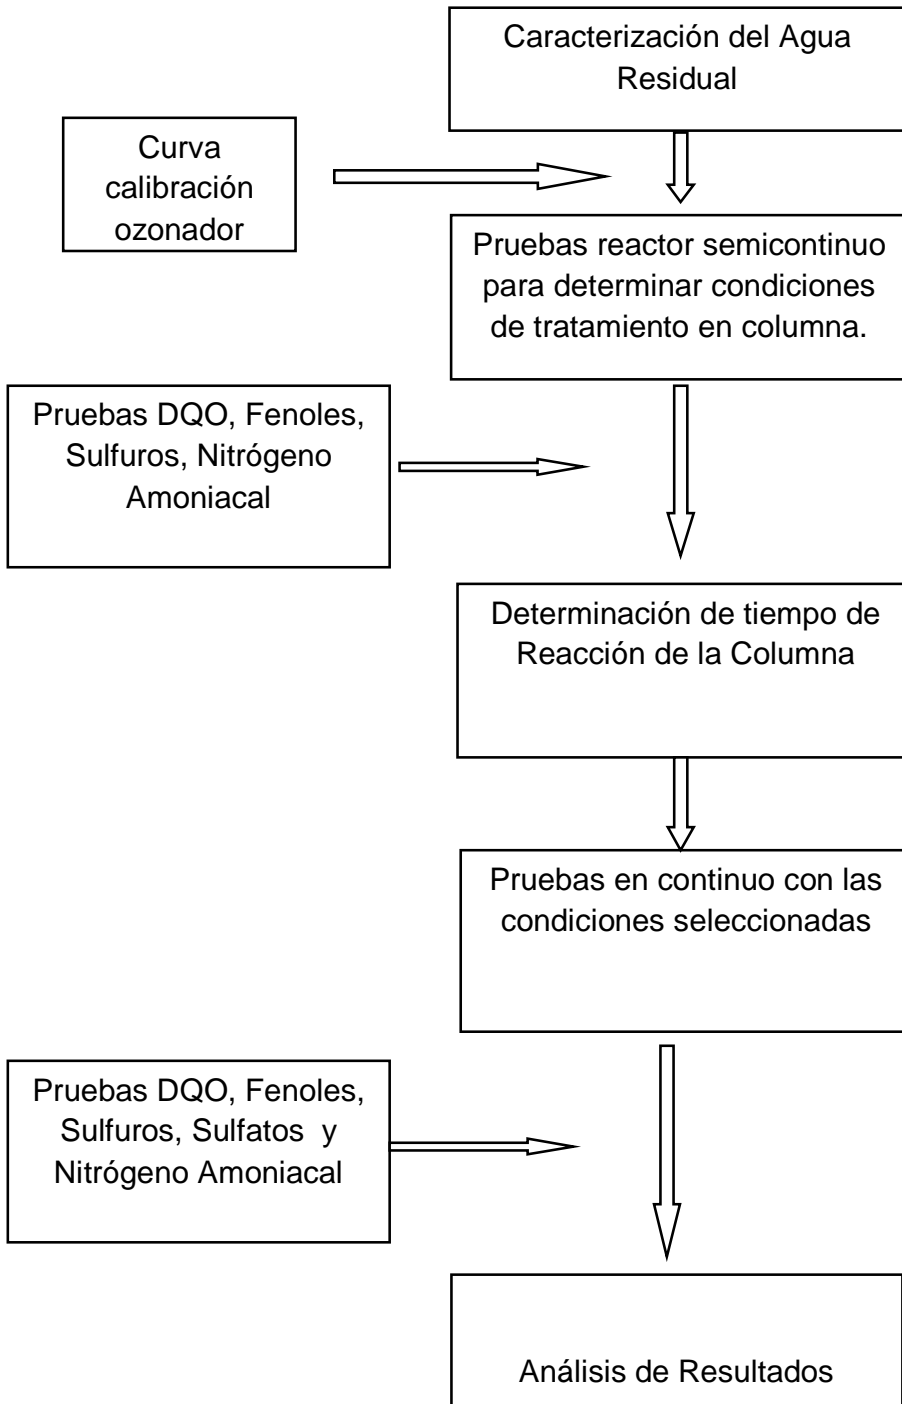 Caracterización del Agua
Residual
Curva
calibración
ozonador
Pruebas reactor semicontinuo
para determinar condiciones
de tratamiento en columna.
Pruebas DQO, Fenoles,
Sulfuros, Nitrógeno
Amoniacal
Determinación de tiempo de
Reacción de la Columna
Pruebas en continuo con las
condiciones seleccionadas
Pruebas DQO, Fenoles,
Sulfuros, Sulfatos  y
Nitrógeno Amoniacal
Análisis de Resultados